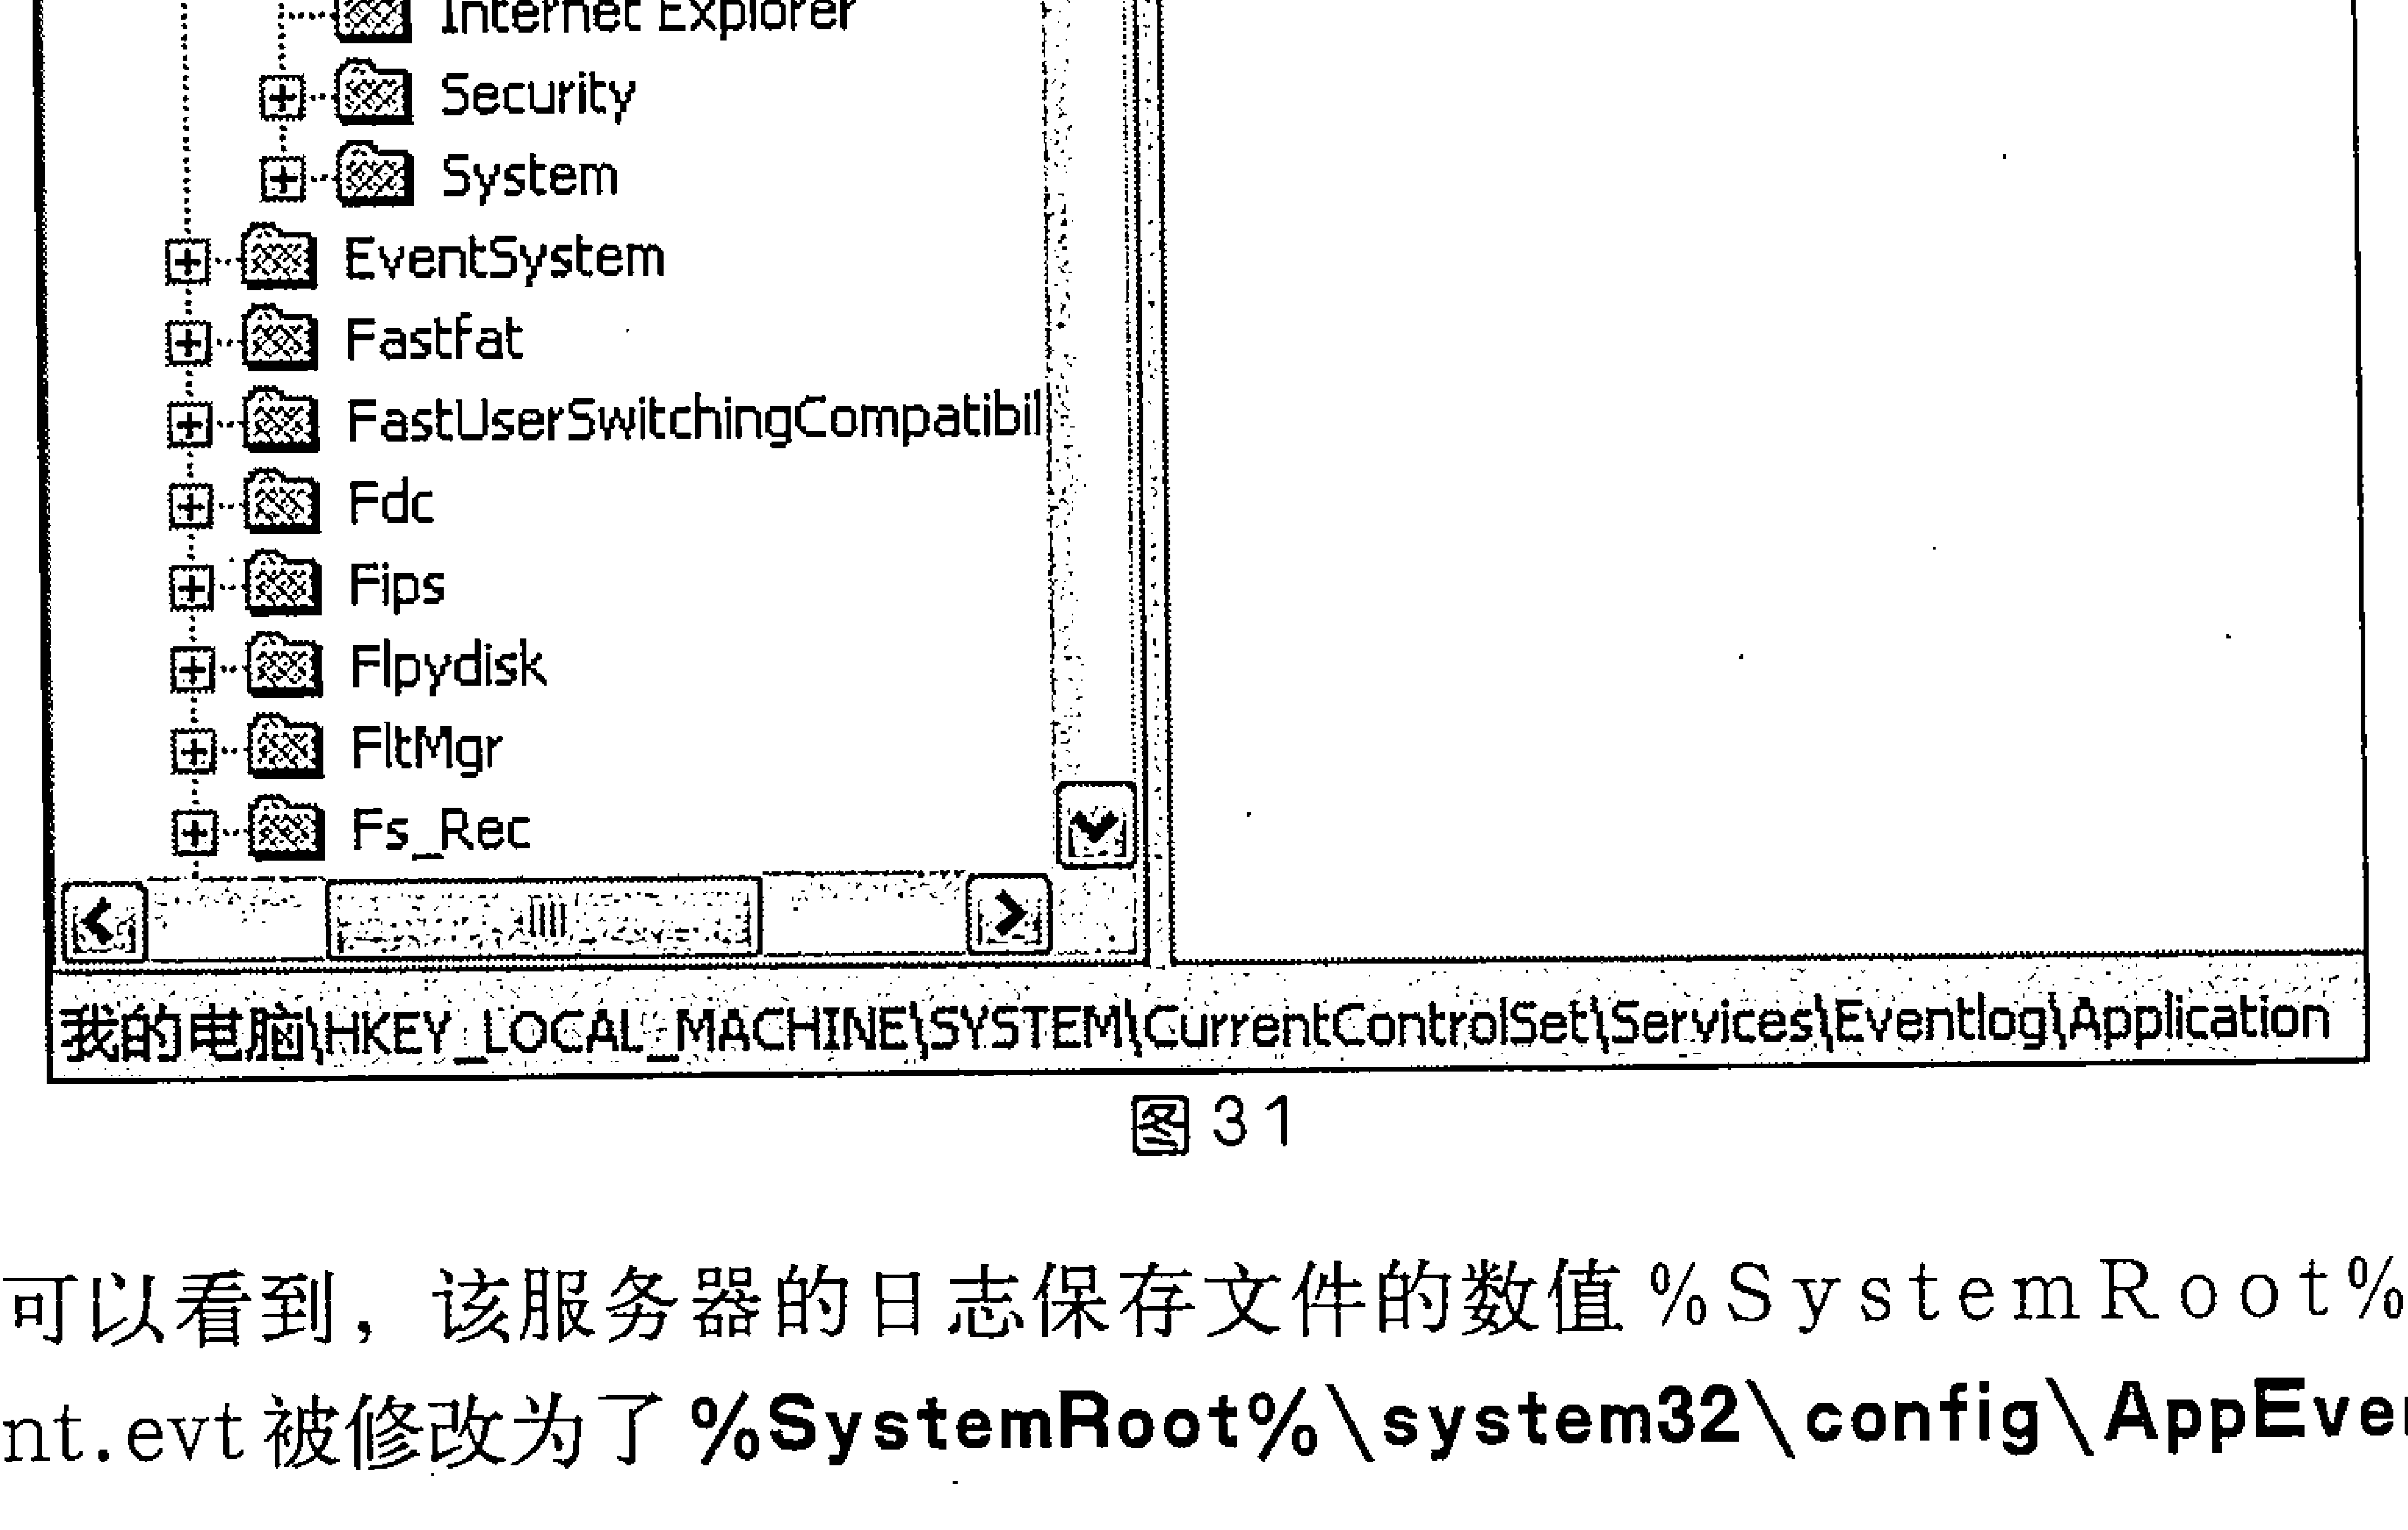 Internet Explorer
Security
System
EventSystem
Fastfat
FastUserSwitchingCompatibil
Fdc
Fips
Flpydisk
FltMgr
Fs_Rec
我的电脑\HKEY_LOCAL_MACHINE\SYSTEM\CurrentControlSet\Services\Eventlog\Application
图31
可以看到，该服务器的日志保存文件的数值%SystemRoot%
nt.evt被修改为了%SystemRoot%\system32\config\AppEve